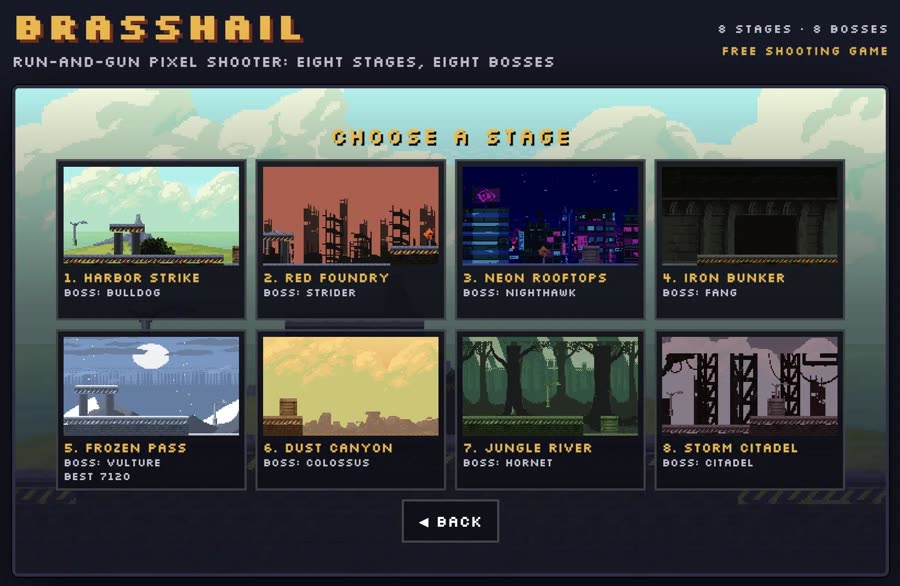 BRASSHAIL
RUN-AND-GUN PIXEL SHOOTER: EIGHT STAGES, EIGHT BOSSES
8 STAGES · 8 BOSSES
FREE SHOOTING GAME
CHOOSE A STAGE
1. HARBOR STRIKE
BOSS: BULLDOG
2. RED FOUNDRY
BOSS: STRIDER
3. NEON ROOFTOPS
BOSS: NIGHTHAWK
4. IRON BUNKER
BOSS: FANG
5. FROZEN PASS
BOSS: VULTURE
BEST 7120
6. DUST CANYON
BOSS: COLOSSUS
7. JUNGLE RIVER
BOSS: HORNET
8. STORM CITADEL
BOSS: CITADEL
◄ BACK